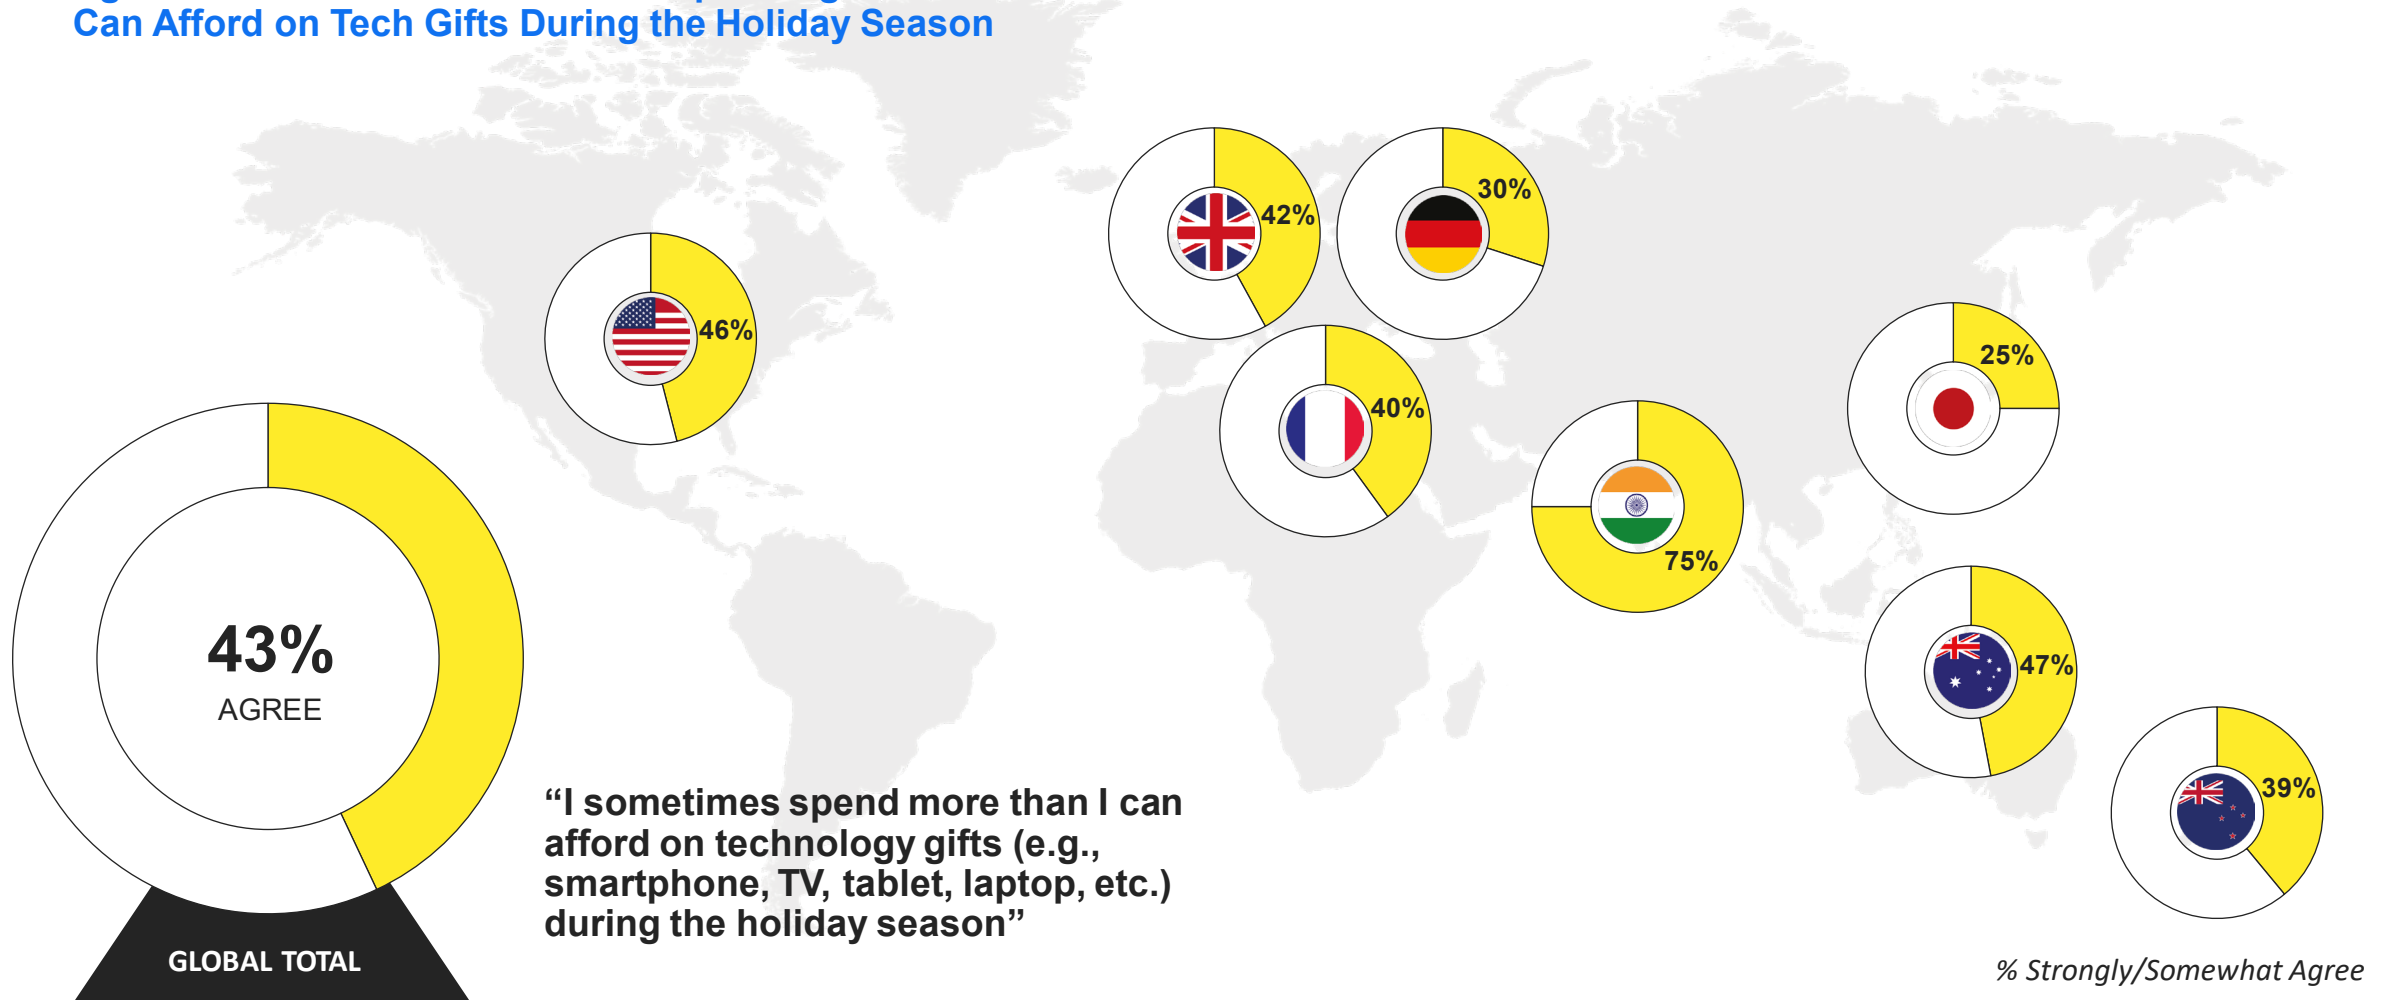 Can Afford on Tech Gifts During the Holiday Season
42%
30%
46%
25%
40%
75%
43%
AGREE
47%
39%
“I sometimes spend more than I can
afford on technology gifts (e.g.,
smartphone, TV, tablet, laptop, etc.)
during the holiday season”
GLOBAL TOTAL
% Strongly/Somewhat Agree